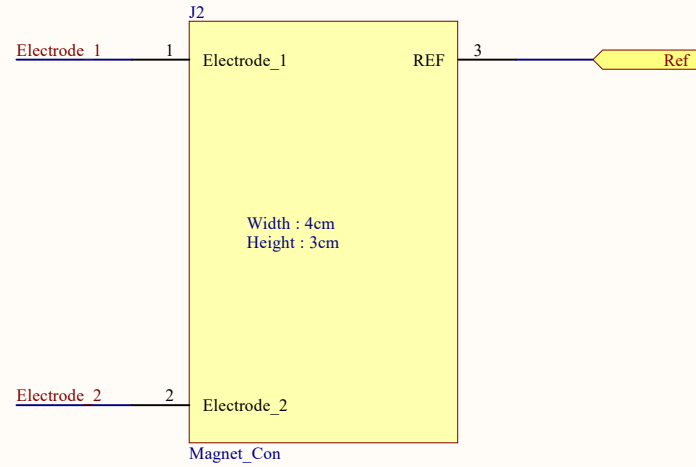 J2
Electrode_1
1
Electrode_1
REF
3
Ref
Width : 4cm
Height : 3cm
Electrode_2
2
Electrode_2
Magnet_Con